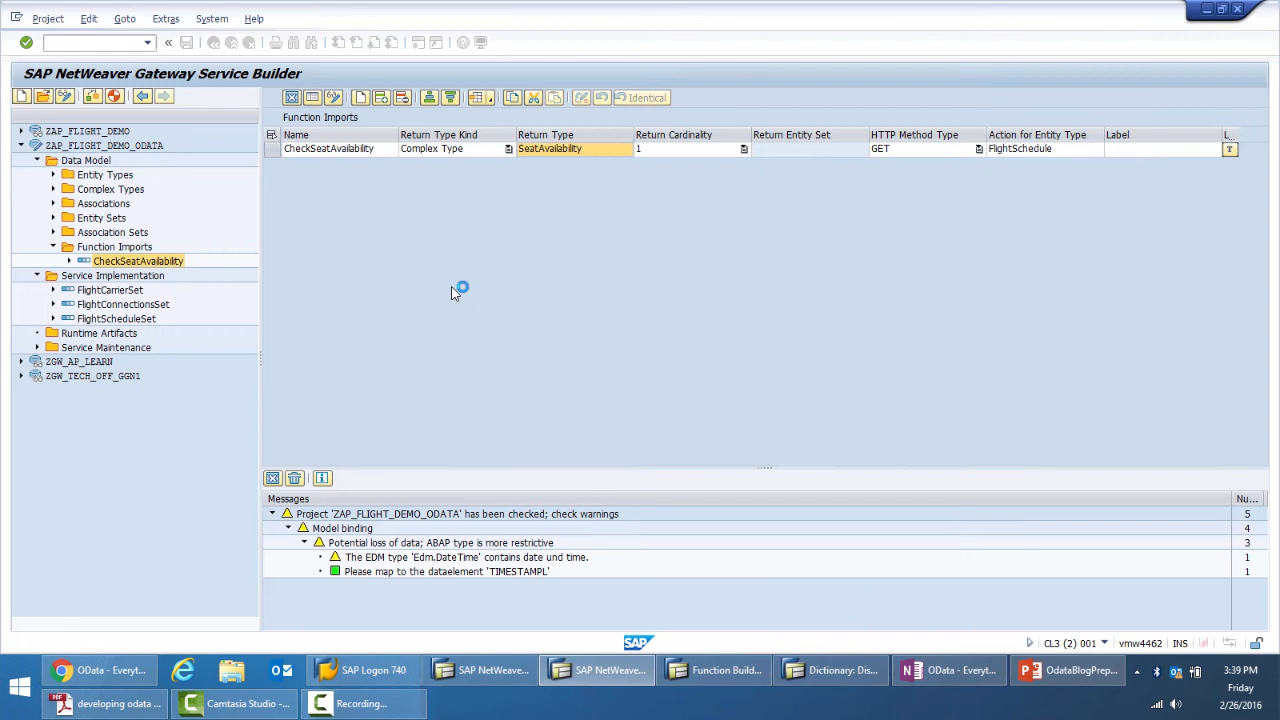 Project Edit Goto Extras System Help
SAP NetWeaver Gateway Service Builder
Identical
Function Imports
Name Return Type Kind Return Type Return Cardinality Return Entity Set HTTP Method Type Action for Entity Type Label L...
CheckSeatAvailability Complex Type SeatAvailability 1 GET FlightSchedule T
ZAP_FLIGHT_DEMO
ZAP_FLIGHT_DEMO_ODATA
Data Model
Entity Types
Complex Types
Associations
Entity Sets
Association Sets
Function Imports
CheckSeatAvailability
Service Implementation
FlightCarrierSet
FlightConnectionsSet
FlightScheduleSet
Runtime Artifacts
Service Maintenance
ZGW_AP_LEARN
ZGW_TECH_OFF_GGN1
Messages Nu...
Project 'ZAP_FLIGHT_DEMO_ODATA' has been checked; check warnings 5
Model binding 4
Potential loss of data; ABAP type is more restrictive 3
The EDM type 'Edm.DateTime' contains date und time. 1
Please map to the dataelement 'TIMESTAMPL' 1
SAP
CL3 (2) 001 vmw4462 INS
OData - Everyt... SAP Logon 740 SAP NetWeave... SAP NetWeave... Function Build... Dictionary: Dis... OData - Everyt... OdataBlogPrep... 3:39 PM
Friday
developing odata ... Camtasia Studio -... Recording... 2/26/2016